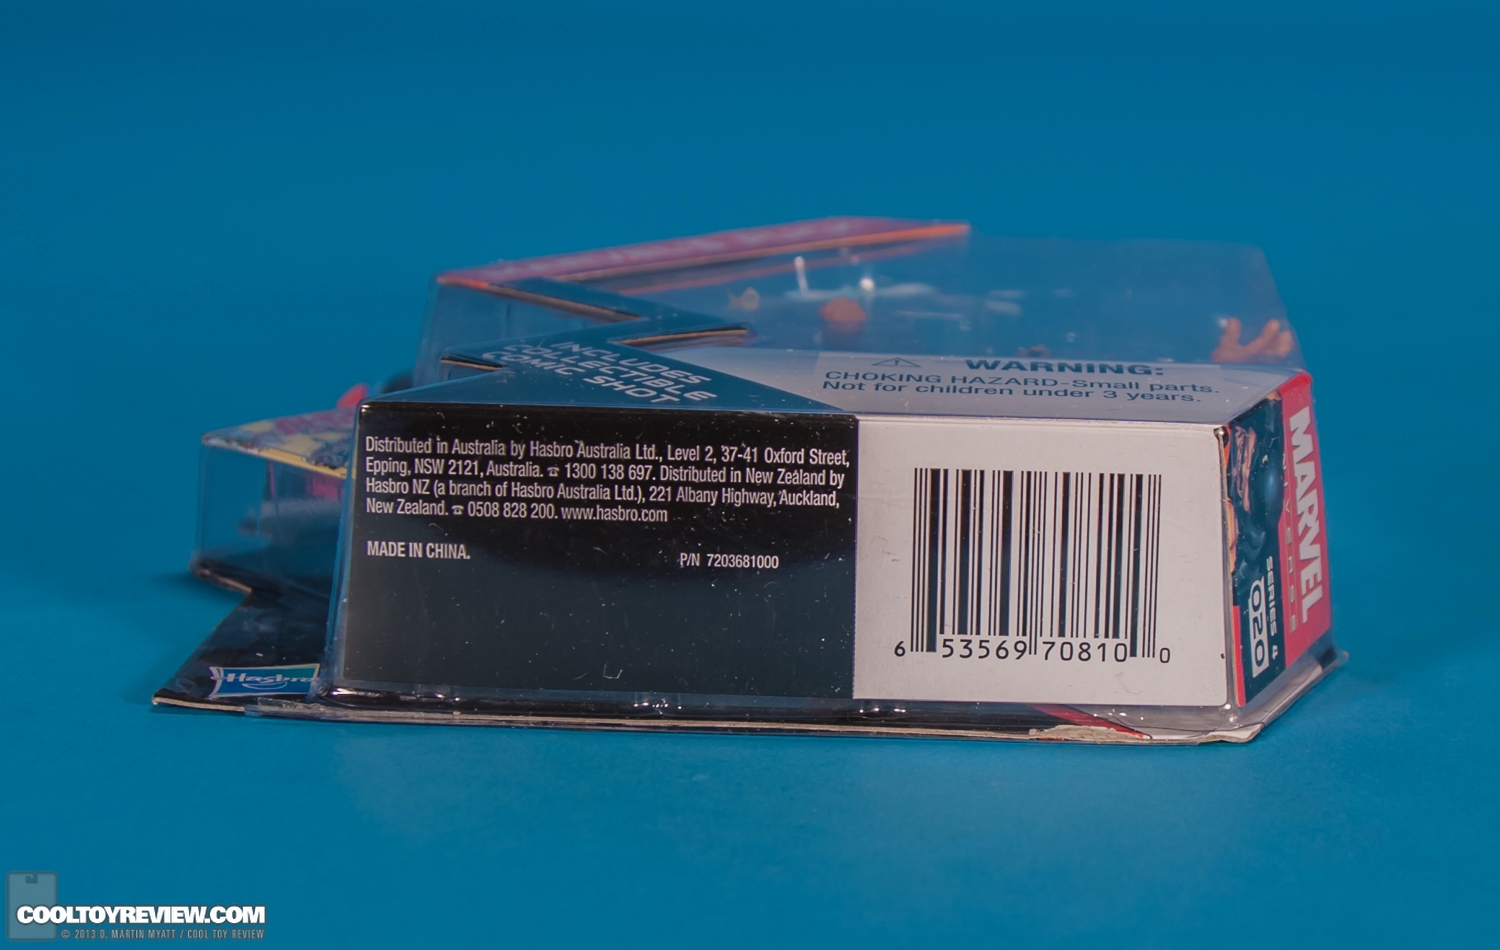 INCLUDES
COLLECTIBLE
COMIC SHOT
⚠ WARNING:
CHOKING HAZARD-Small parts.
Not for children under 3 years.
Distributed in Australia by Hasbro Australia Ltd., Level 2, 37-41 Oxford Street,
Epping, NSW 2121, Australia. ☎ 1300 138 697. Distributed in New Zealand by
Hasbro NZ (a branch of Hasbro Australia Ltd.), 221 Albany Highway, Auckland,
New Zealand. ☎ 0508 828 200. www.hasbro.com
MADE IN CHINA.
P/N 7203681000
6 53569 70810 0
MARVEL
UNIVERSE
SERIES 4
020
Hasbro
COOLTOYREVIEW.COM
© 2013 D. MARTIN MYATT / COOL TOY REVIEW